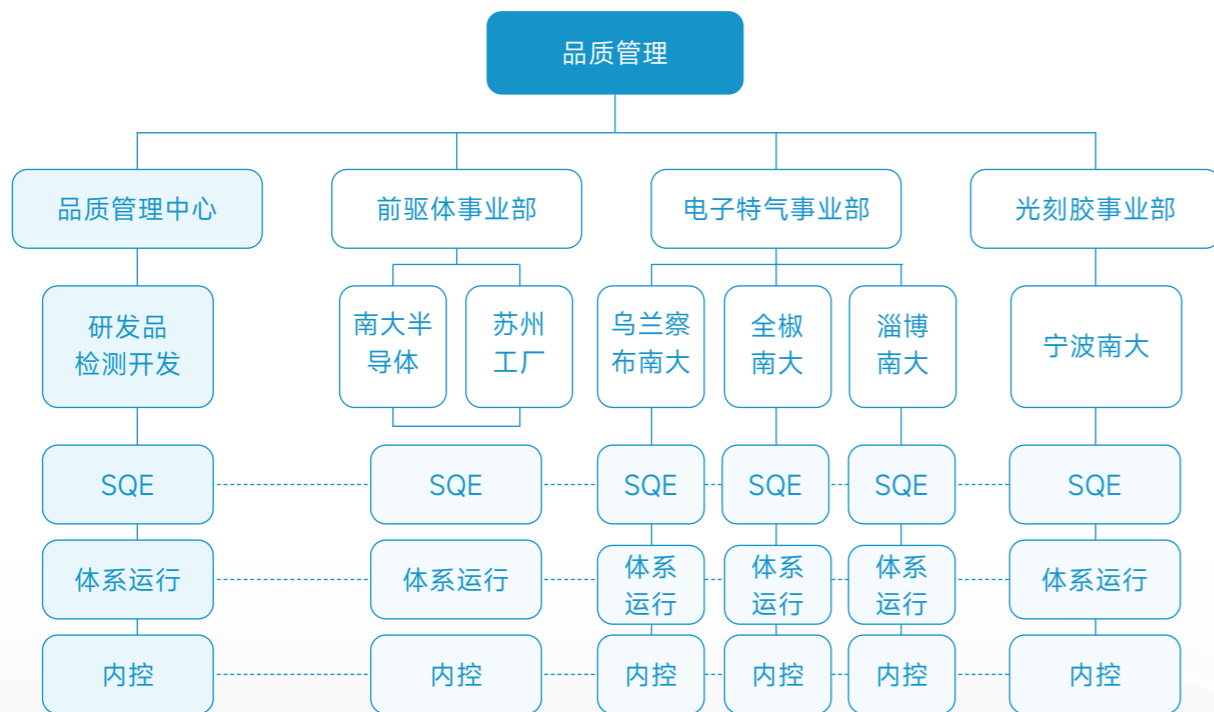 品质管理
品质管理中心
前驱体事业部
电子特气事业部
光刻胶事业部
研发品
检测开发
南大半
导体
苏州
工厂
乌兰察
布南大
全椒
南大
淄博
南大
宁波南大
SQE
SQE
SQE
SQE
SQE
SQE
体系运行
体系运行
体系
运行
体系
运行
体系
运行
体系运行
内控
内控
内控
内控
内控
内控